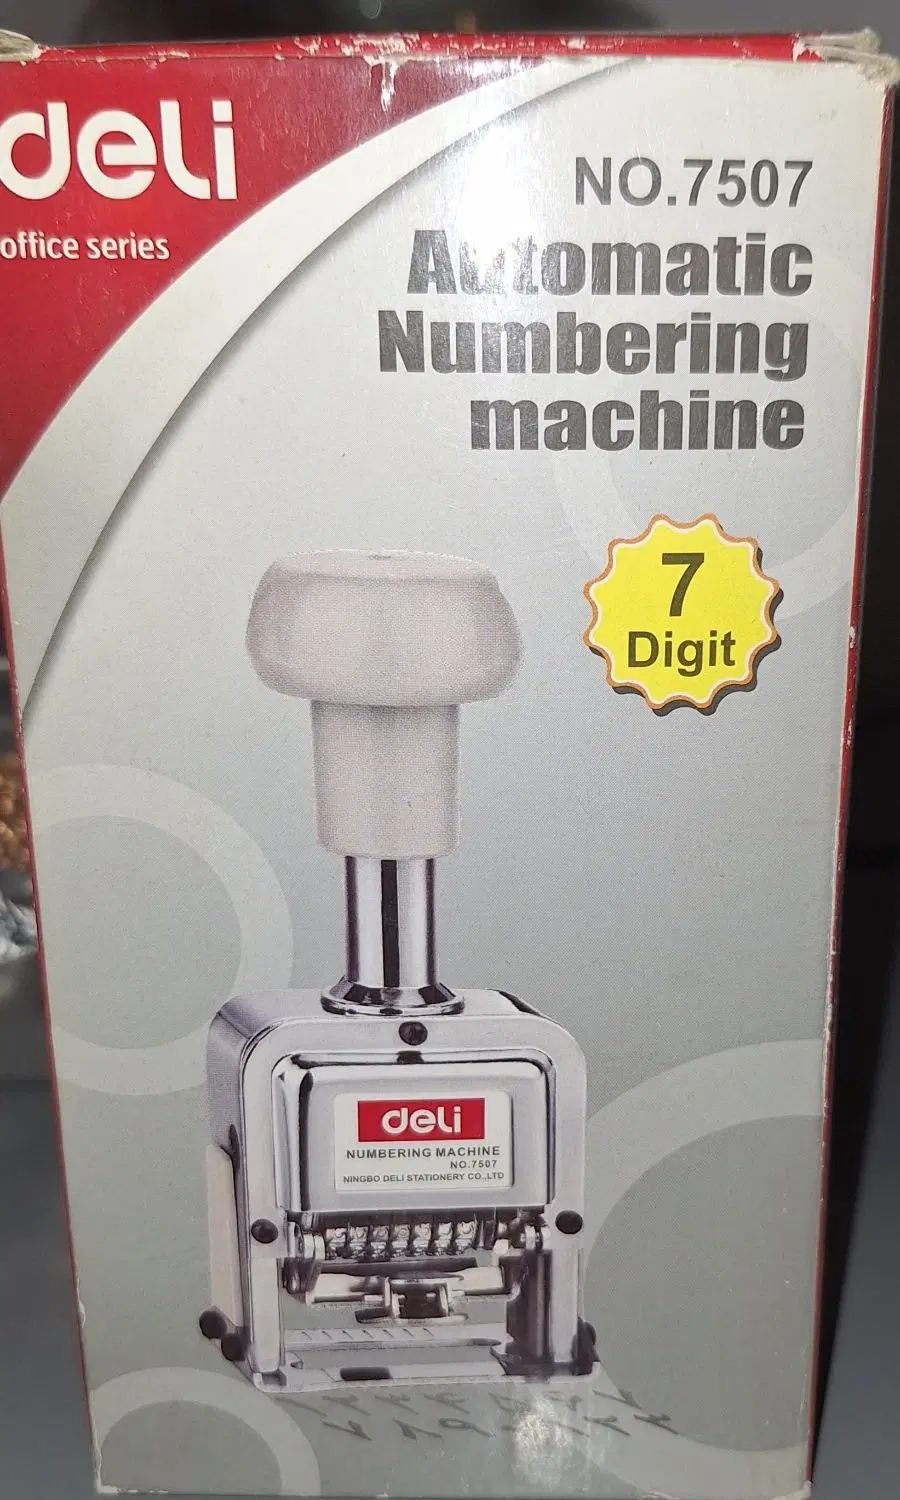 deli
office series
NO.7507
Automatic
Numbering
machine
7
Digit
deli
NUMBERING MACHINE
NO.7507
NINGBO DELI STATIONERY CO.,LTD